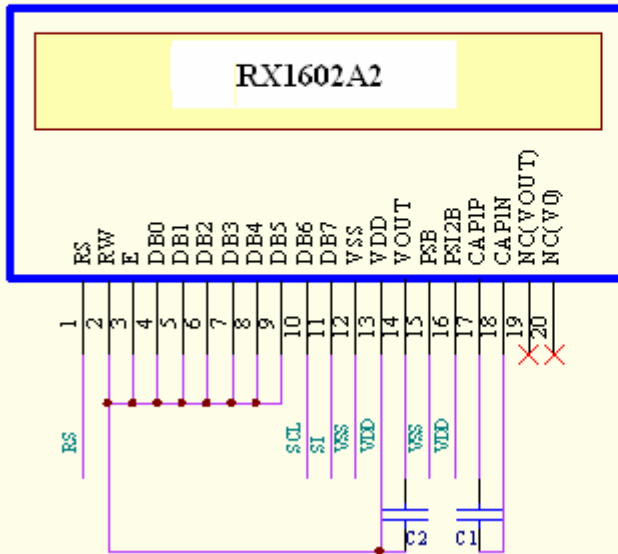 RX1602A2
RS
RW
E
DB0
DB1
DB2
DB3
DB4
DB5
DB6
DB7
VSS
VDD
VOUT
PSB
PSI2B
CAP1P
CAP1N
NC(VOUT)
NC(V0)
1
2
3
4
5
6
7
8
9
10
11
12
13
14
15
16
17
18
19
20
RS
SCL
SI
VSS
VDD
VSS
VDD
C2
C1